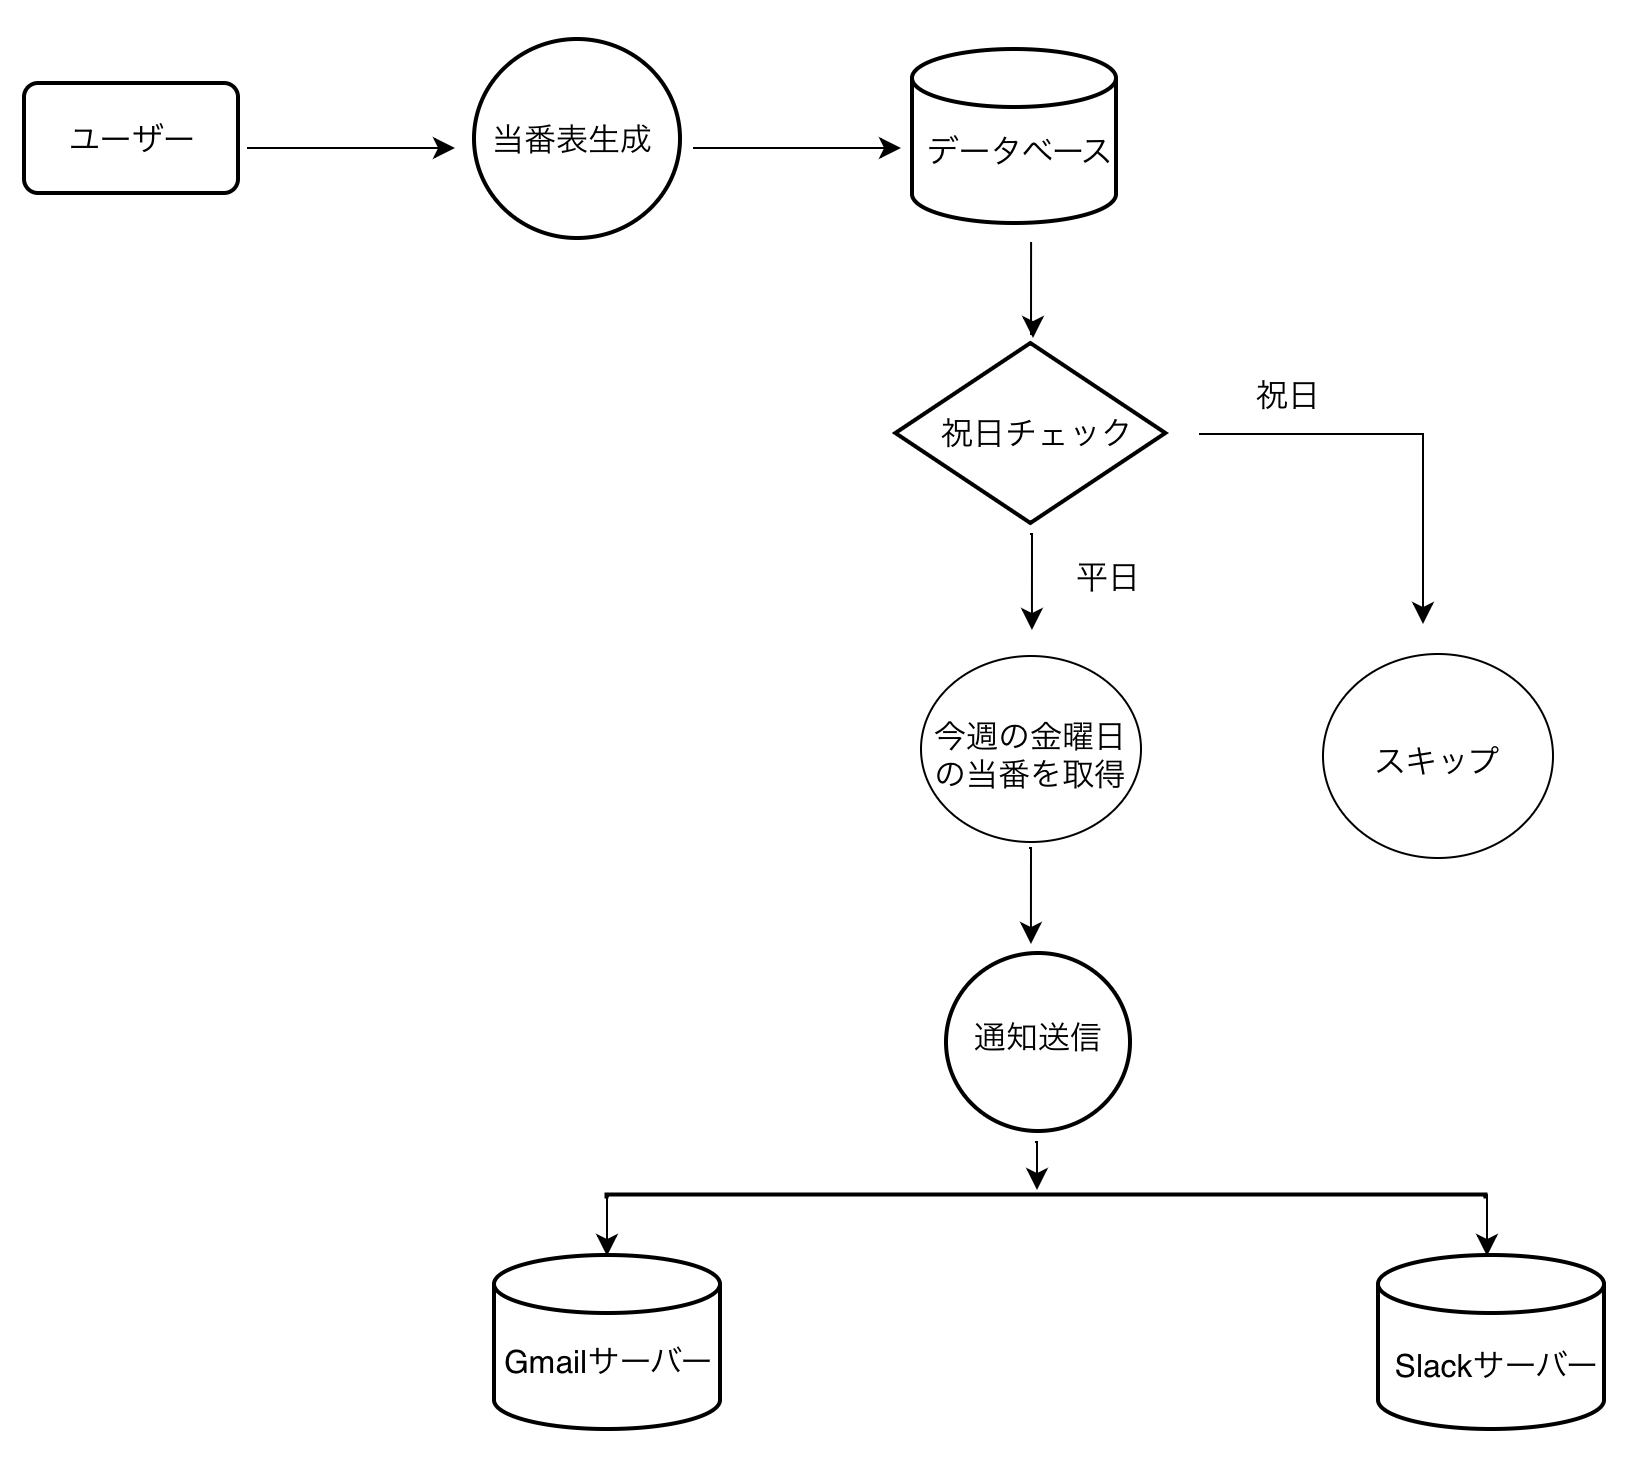 ユーザー
当番表生成
データベース
祝日チェック
祝日
平日
今週の金曜日
の当番を取得
スキップ
通知送信
Gmailサーバー
Slackサーバー